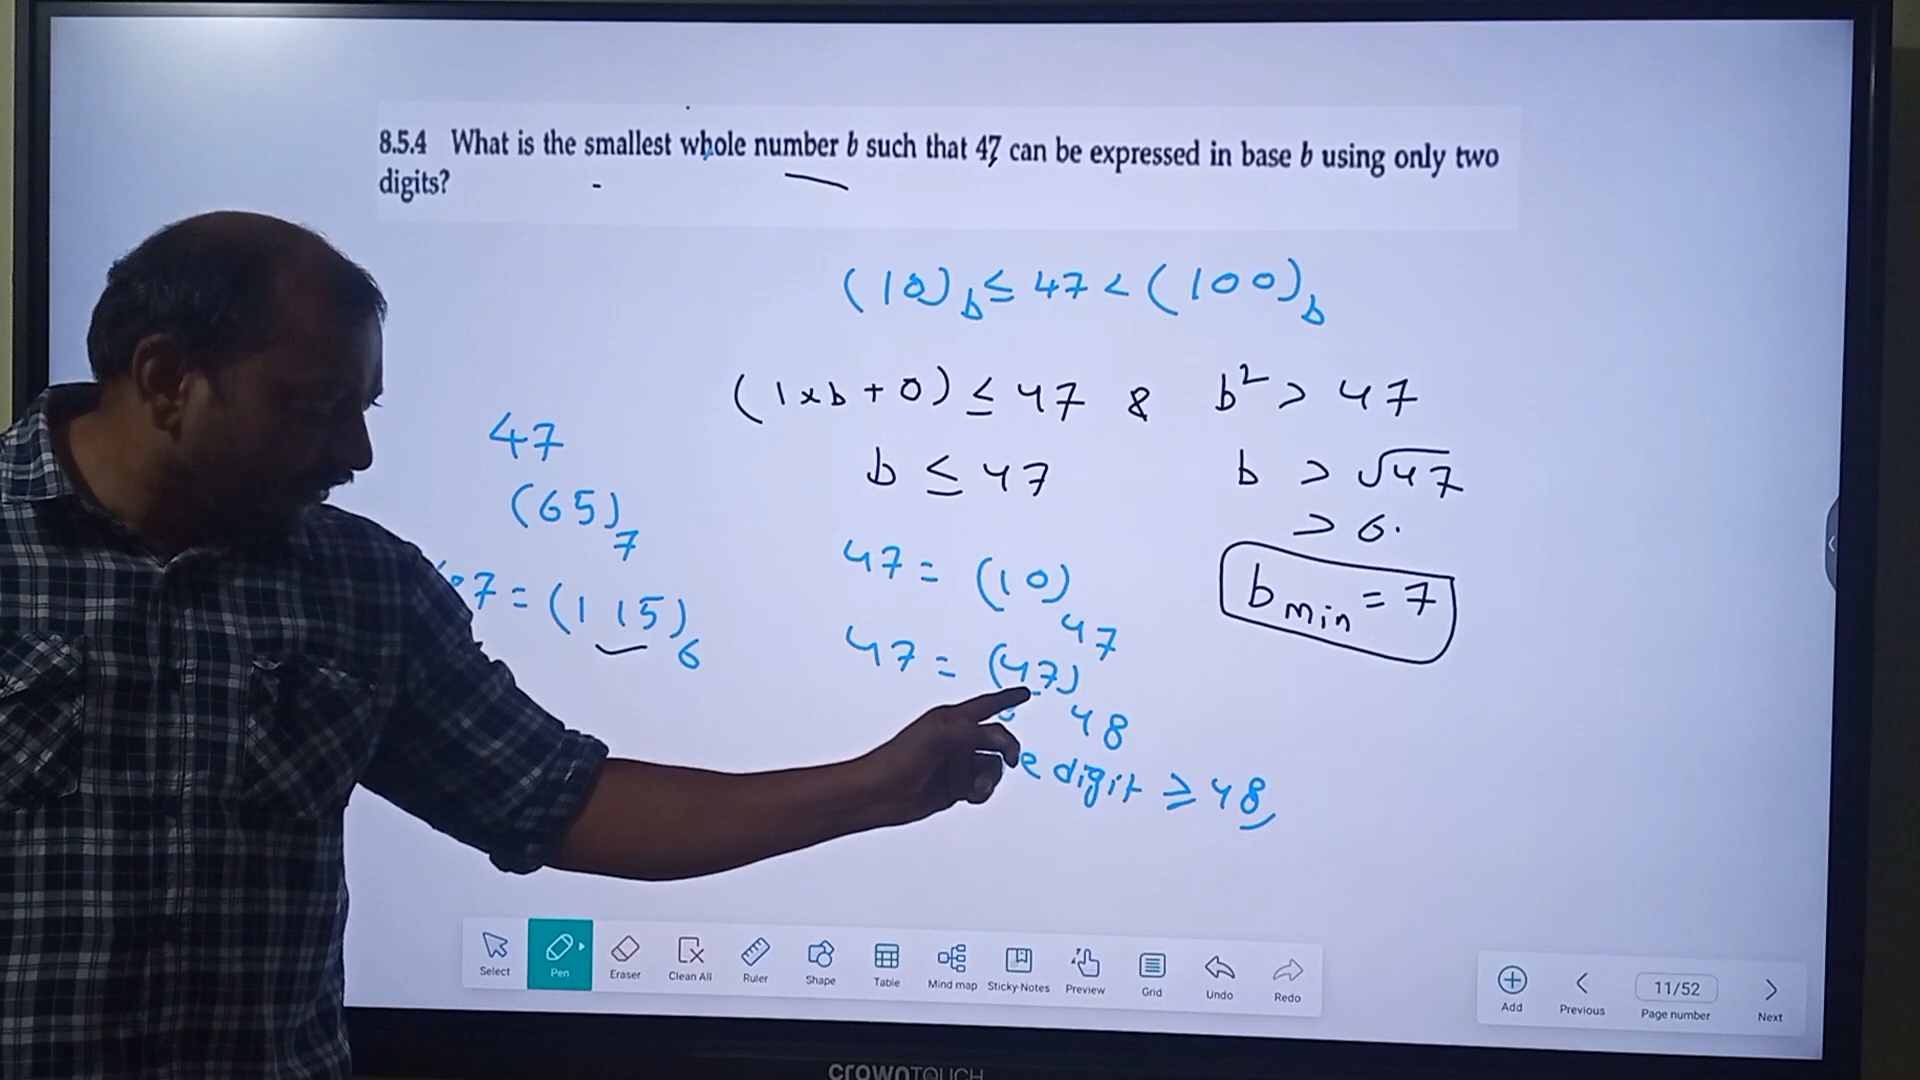 8.5.4 What is the smallest whole number b such that 47 can be expressed in base b using only two
digits?
(10)b ≤ 47 < (100)b
(1×b+0) ≤ 47 & b² > 47
b ≤ 47
b > √47
> 6.
bmin = 7
47
(65)7
7 = (115)6
47 = (10)47
47 = (47)48
e digit ≥ 48
Select
Pen
Eraser
Clean All
Ruler
Shape
Table
Mind map
Sticky-Notes
Preview
Grid
Undo
Redo
Add
Previous
11/52
Page number
Next
CROWNTOUCH